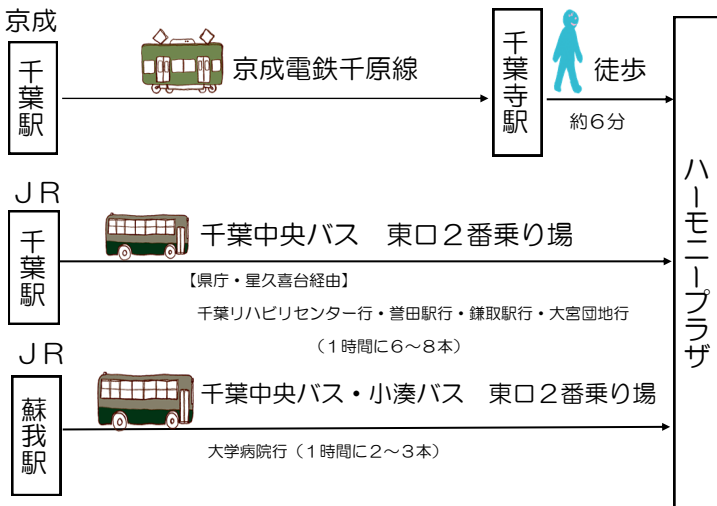 京成
千葉駅
京成電鉄千原線
千葉寺駅
徒歩
約6分
ＪＲ
千葉駅
千葉中央バス　東口２番乗り場
【県庁・星久喜台経由】
千葉リハビリセンター行・誉田駅行・鎌取駅行・大宮団地行
（１時間に６～８本）
ＪＲ
蘇我駅
千葉中央バス・小湊バス　東口２番乗り場
大学病院行（１時間に２～３本）
ハーモニープラザ